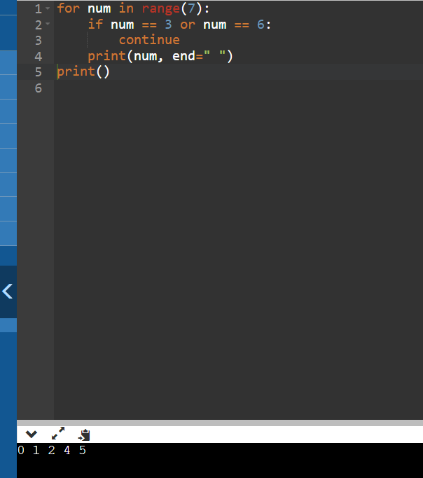 1 for num in range(7):
2     if num == 3 or num == 6:
3         continue
4     print(num, end=" ")
5 print()
6
0 1 2 4 5